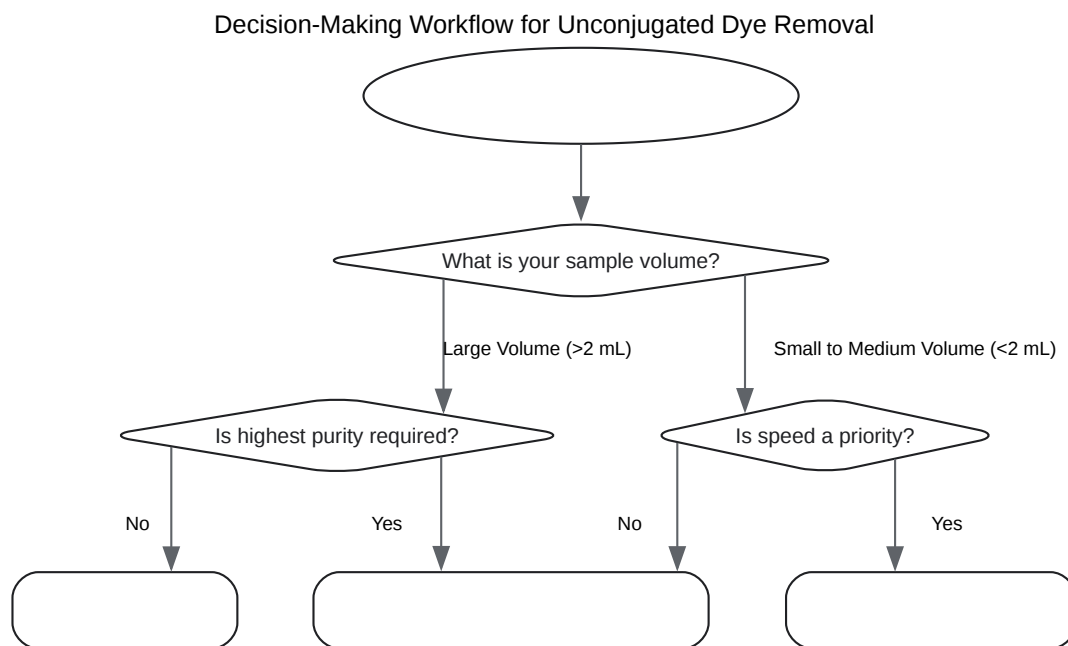 Decision-Making Workflow for Unconjugated Dye Removal
What is your sample volume?
Large Volume (>2 mL)
Small to Medium Volume (<2 mL)
Is highest purity required?
Is speed a priority?
No
Yes
No
Yes